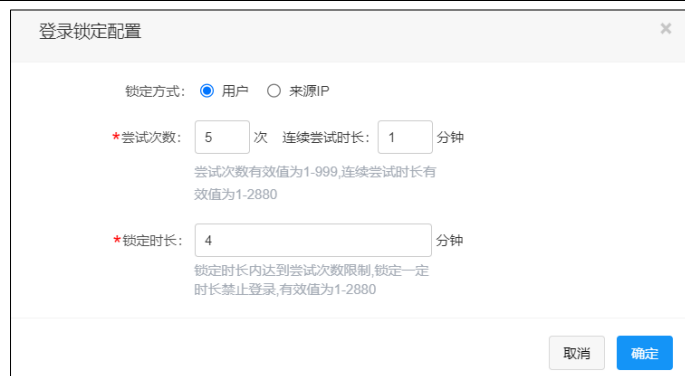 登录锁定配置 ×
锁定方式: 用户 来源IP
*尝试次数: 5 次 连续尝试时长: 1 分钟
尝试次数有效值为1-999,连续尝试时长有
效值为1-2880
*锁定时长: 4 分钟
锁定时长内达到尝试次数限制,锁定一定
时长禁止登录,有效值为1-2880
取消 确定